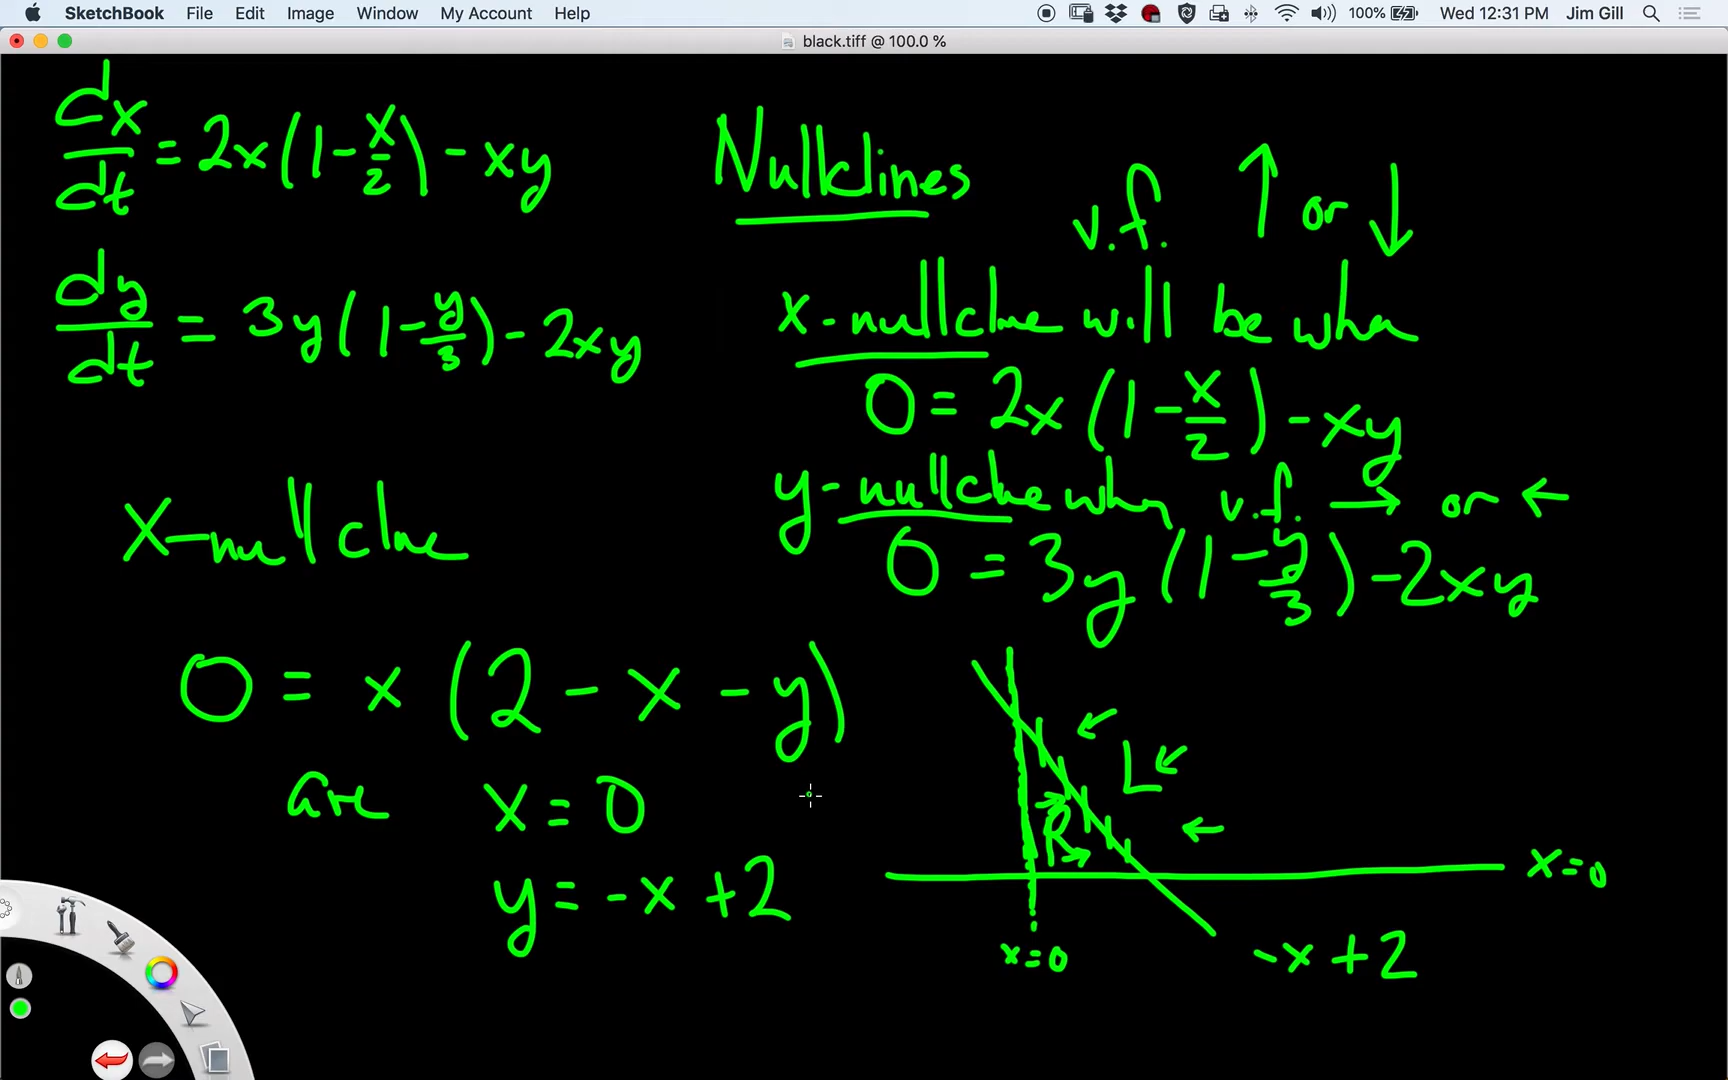 SketchBook File Edit Image Window My Account Help 100% Wed 12:31 PM Jim Gill
black.tiff @ 100.0 %
dx/dt = 2x(1 - x/2) - xy
dy/dt = 3y(1 - y/3) - 2xy
Nullclines
v.f. ↑ or ↓
x-nullcline will be when
0 = 2x(1 - x/2) - xy
y-nullcline when v.f. → or ←
0 = 3y(1 - y/3) - 2xy
X-nullcline
0 = x(2 - x - y)
are x = 0
y = -x + 2
L
R
x=0
x=0
-x+2